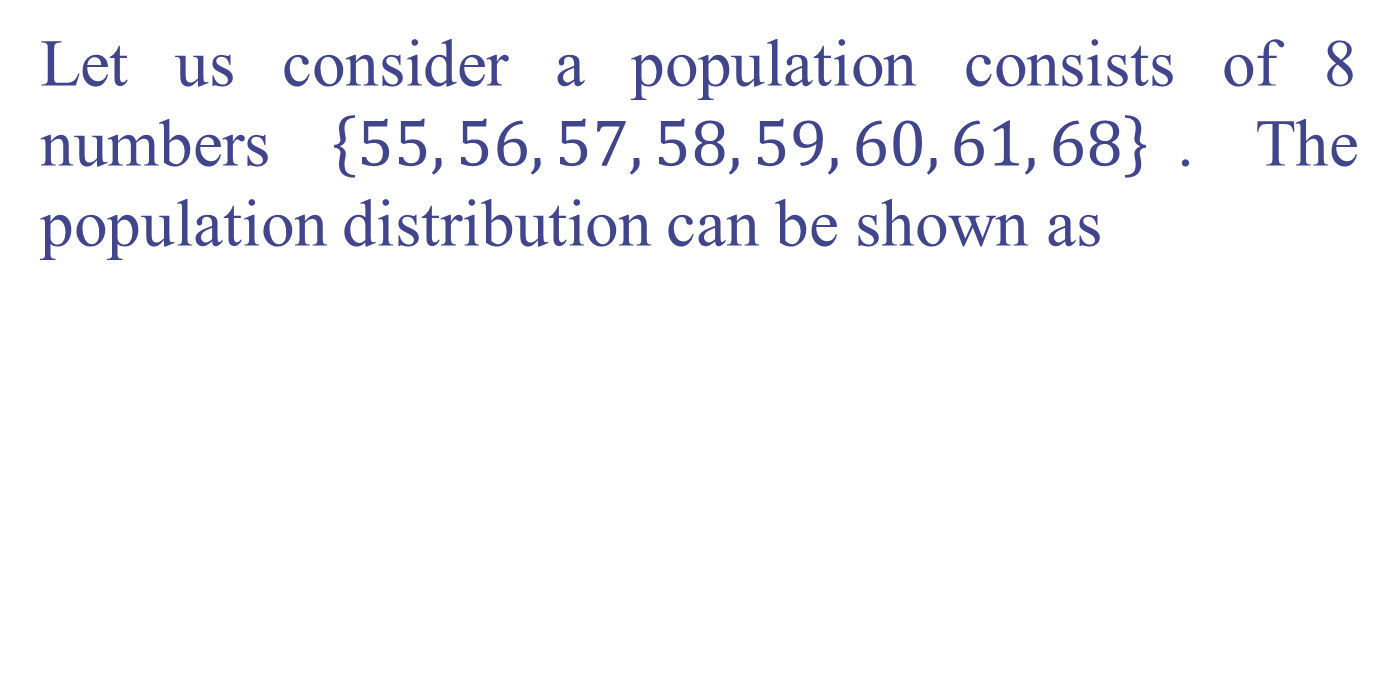 Let us consider a population consists of 8
numbers {55, 56, 57, 58, 59, 60, 61, 68} . The
population distribution can be shown as